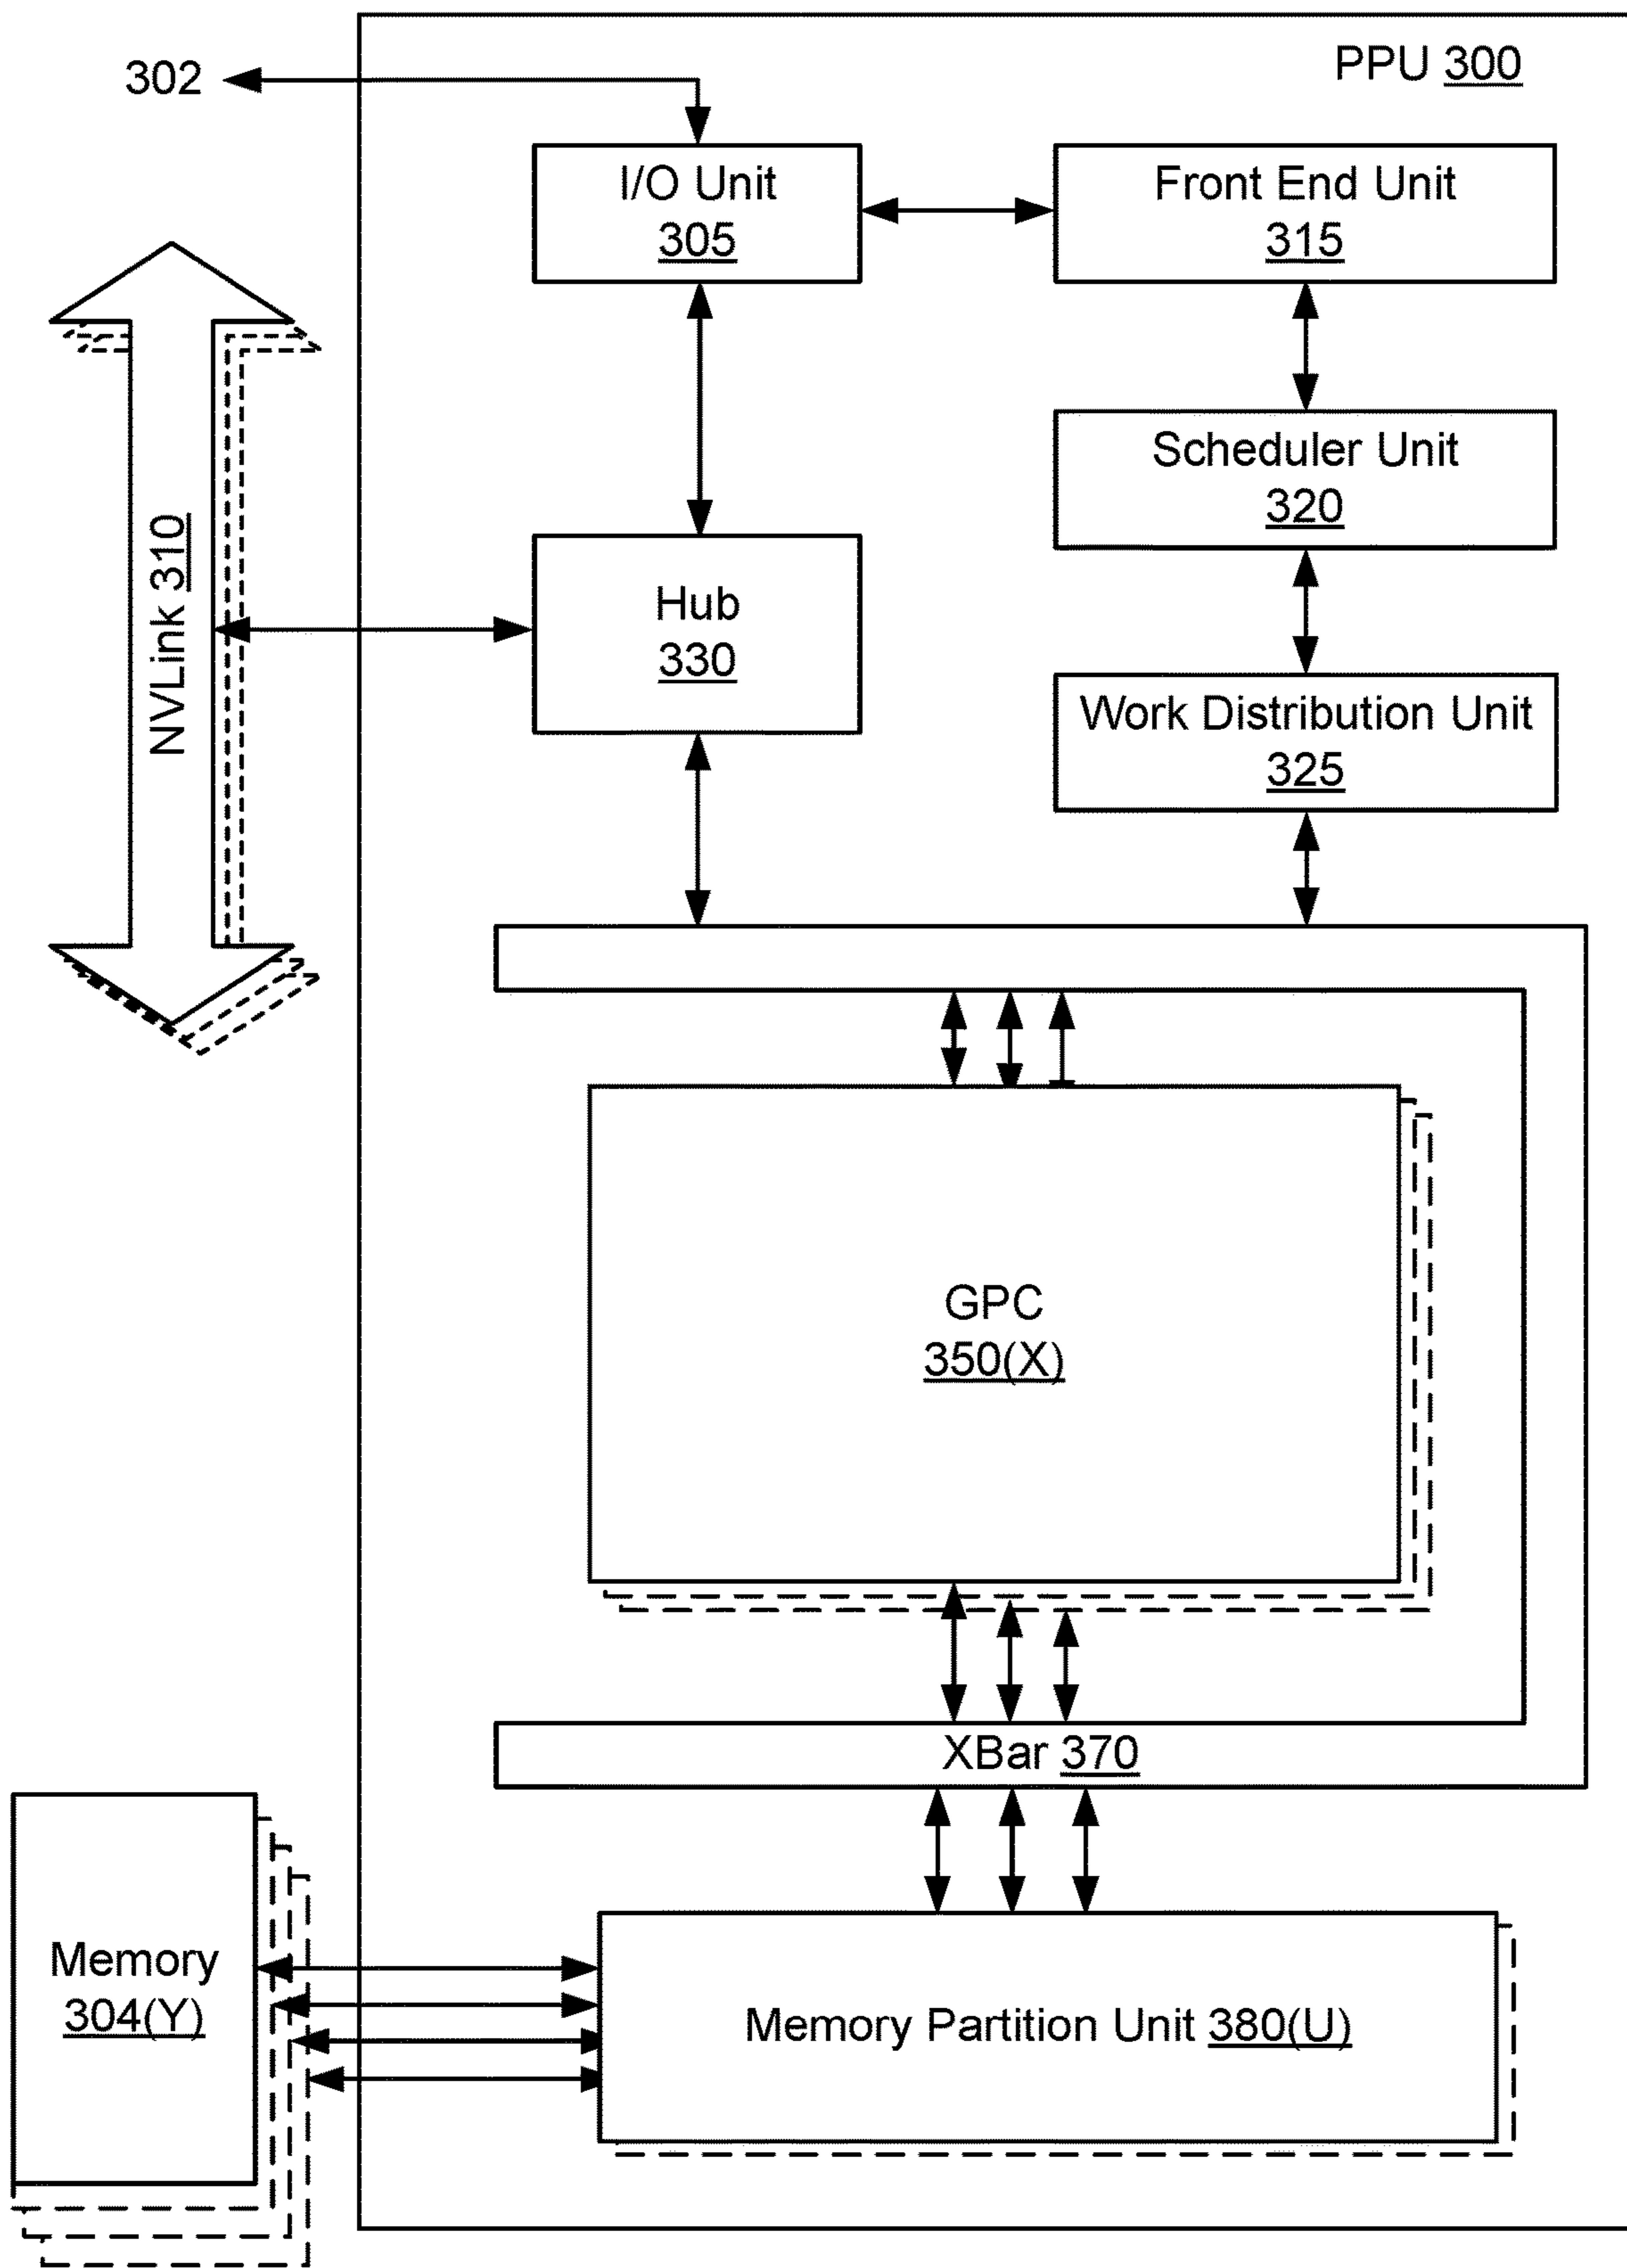 PPU 300
302
I/O Unit
305
Front End Unit
315
Scheduler Unit
320
NVLink 310
Hub
330
Work Distribution Unit
325
GPC
350(X)
XBar 370
Memory
304(Y)
Memory Partition Unit 380(U)